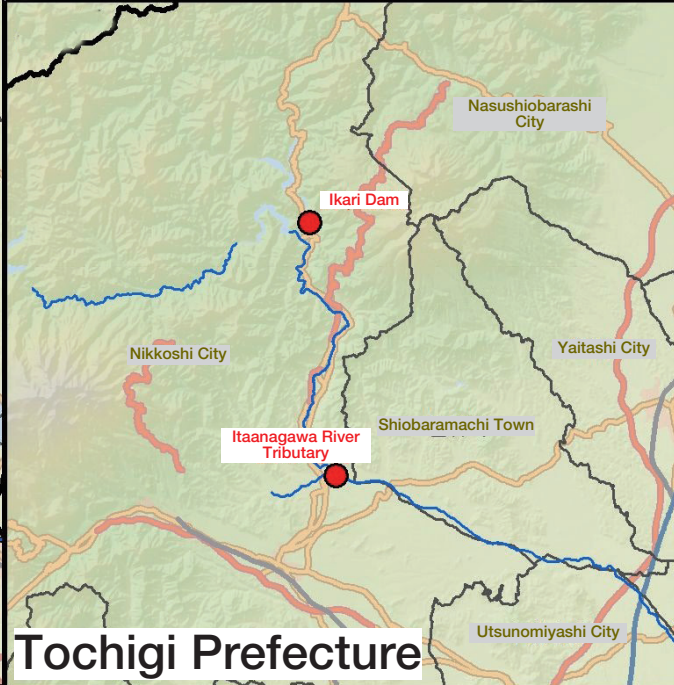 Nasushiobarashi
City
Ikari Dam
Nikkoshi City
Yaitashi City
Shiobaramachi Town
Itaanagawa River
Tributary
Utsunomiyashi City
Tochigi Prefecture